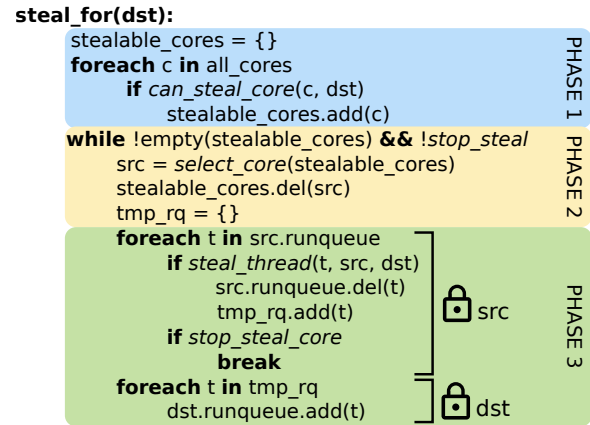 steal_for(dst):
stealable_cores = {}
foreach c in all_cores
if can_steal_core(c, dst)
stealable_cores.add(c)
PHASE 1
while !empty(stealable_cores) && !stop_steal
src = select_core(stealable_cores)
stealable_cores.del(src)
tmp_rq = {}
PHASE 2
foreach t in src.runqueue
if steal_thread(t, src, dst)
src.runqueue.del(t)
tmp_rq.add(t)
if stop_steal_core
break
src
foreach t in tmp_rq
dst.runqueue.add(t)
dst
PHASE 3